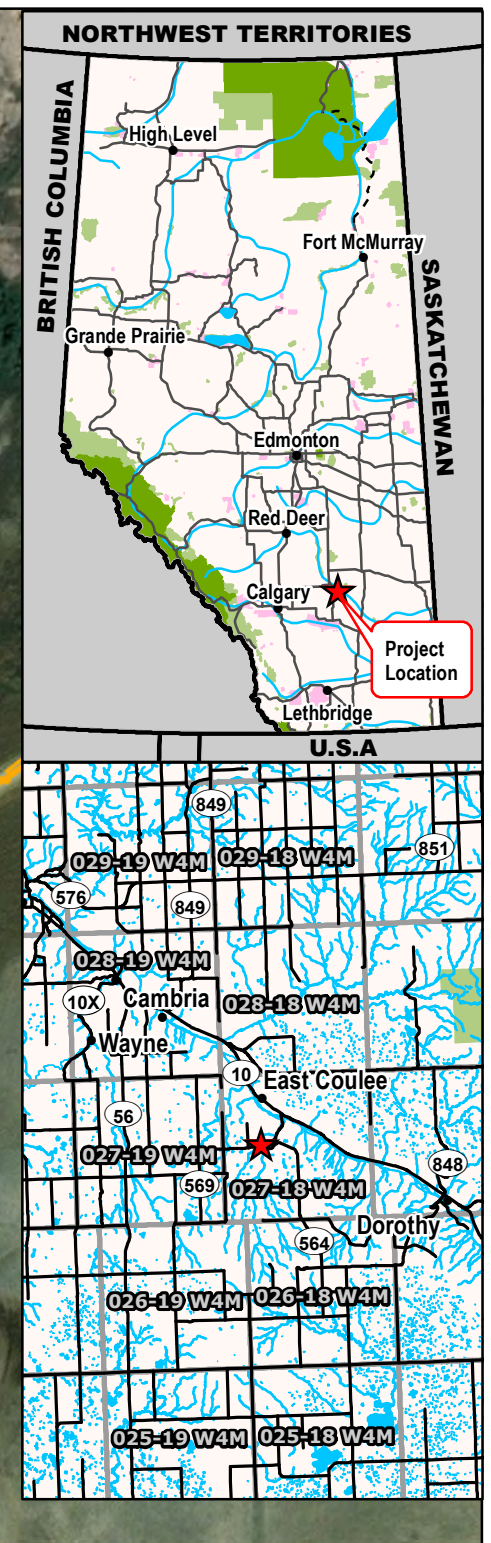 NORTHWEST TERRITORIES
BRITISH COLUMBIA
High Level
Fort McMurray
SASKATCHEWAN
Grande Prairie
Edmonton
Red Deer
Calgary
Project
Location
Lethbridge
U.S.A
849
851
029-19 W4M
029-18 W4M
576
849
028-19 W4M
10X
Cambria
028-18 W4M
Wayne
10
East Coulee
56
027-19 W4M
848
569
027-18 W4M
Dorothy
564
026-19 W4M
026-18 W4M
025-19 W4M
025-18 W4M